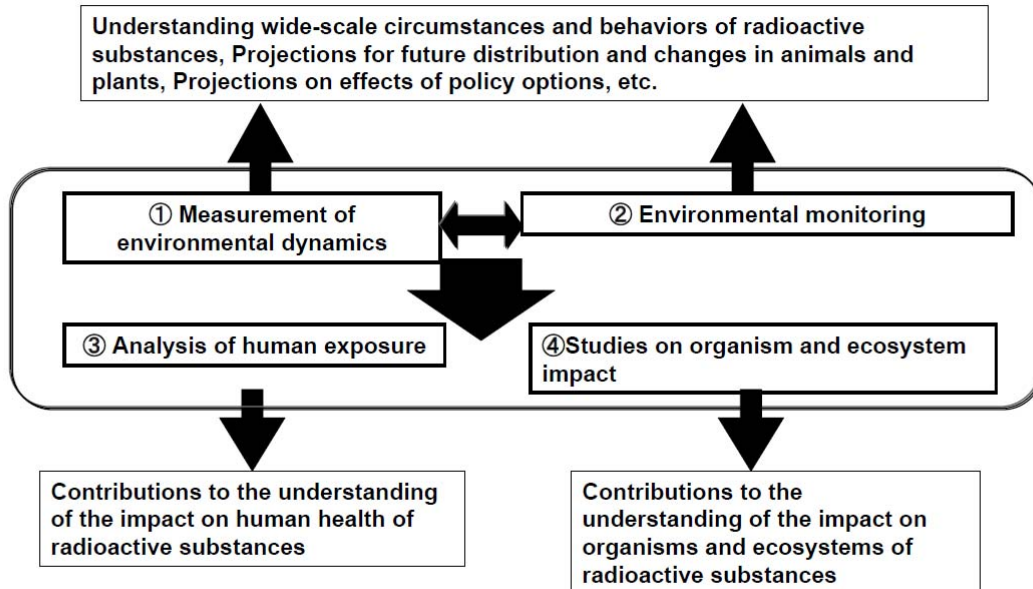 Understanding wide-scale circumstances and behaviors of radioactive
substances, Projections for future distribution and changes in animals and
plants, Projections on effects of policy options, etc.
① Measurement of
environmental dynamics
② Environmental monitoring
③ Analysis of human exposure
④Studies on organism and ecosystem
impact
Contributions to the understanding
of the impact on human health of
radioactive substances
Contributions to the
understanding of the impact on
organisms and ecosystems of
radioactive substances